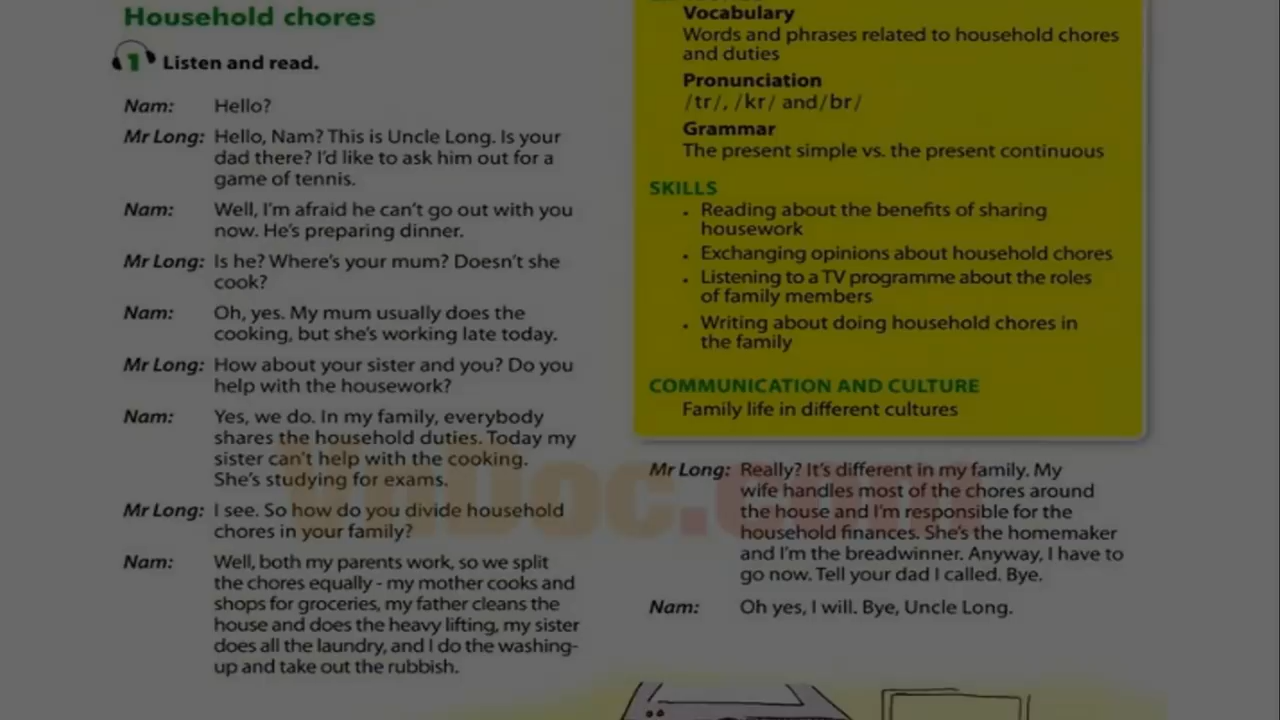 Household chores
1 Listen and read.
Nam: Hello?
Mr Long: Hello, Nam? This is Uncle Long. Is your
dad there? I'd like to ask him out for a
game of tennis.
Nam: Well, I'm afraid he can't go out with you
now. He's preparing dinner.
Mr Long: Is he? Where's your mum? Doesn't she
cook?
Nam: Oh, yes. My mum usually does the
cooking, but she's working late today.
Mr Long: How about your sister and you? Do you
help with the housework?
Nam: Yes, we do. In my family, everybody
shares the household duties. Today my
sister can't help with the cooking.
She's studying for exams.
Mr Long: I see. So how do you divide household
chores in your family?
Nam: Well, both my parents work, so we split
the chores equally - my mother cooks and
shops for groceries, my father cleans the
house and does the heavy lifting, my sister
does all the laundry, and I do the washing-
up and take out the rubbish.
Vocabulary
Words and phrases related to household chores
and duties
Pronunciation
/tr/, /kr/ and /br/
Grammar
The present simple vs. the present continuous
SKILLS
• Reading about the benefits of sharing
housework
• Exchanging opinions about household chores
• Listening to a TV programme about the roles
of family members
• Writing about doing household chores in
the family
COMMUNICATION AND CULTURE
Family life in different cultures
Mr Long: Really? It's different in my family. My
wife handles most of the chores around
the house and I'm responsible for the
household finances. She's the homemaker
and I'm the breadwinner. Anyway, I have to
go now. Tell your dad I called. Bye.
Nam: Oh yes, I will. Bye, Uncle Long.
VnDoc.com